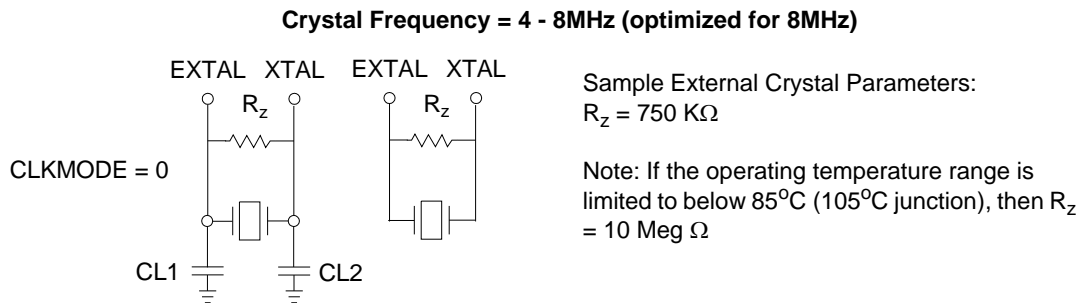 Crystal Frequency = 4 - 8MHz (optimized for 8MHz)
EXTAL XTAL EXTAL XTAL
Rz Rz
CLKMODE = 0
CL1 CL2
Sample External Crystal Parameters:
Rz = 750 KΩ
Note: If the operating temperature range is
limited to below 85oC (105oC junction), then Rz
= 10 Meg Ω